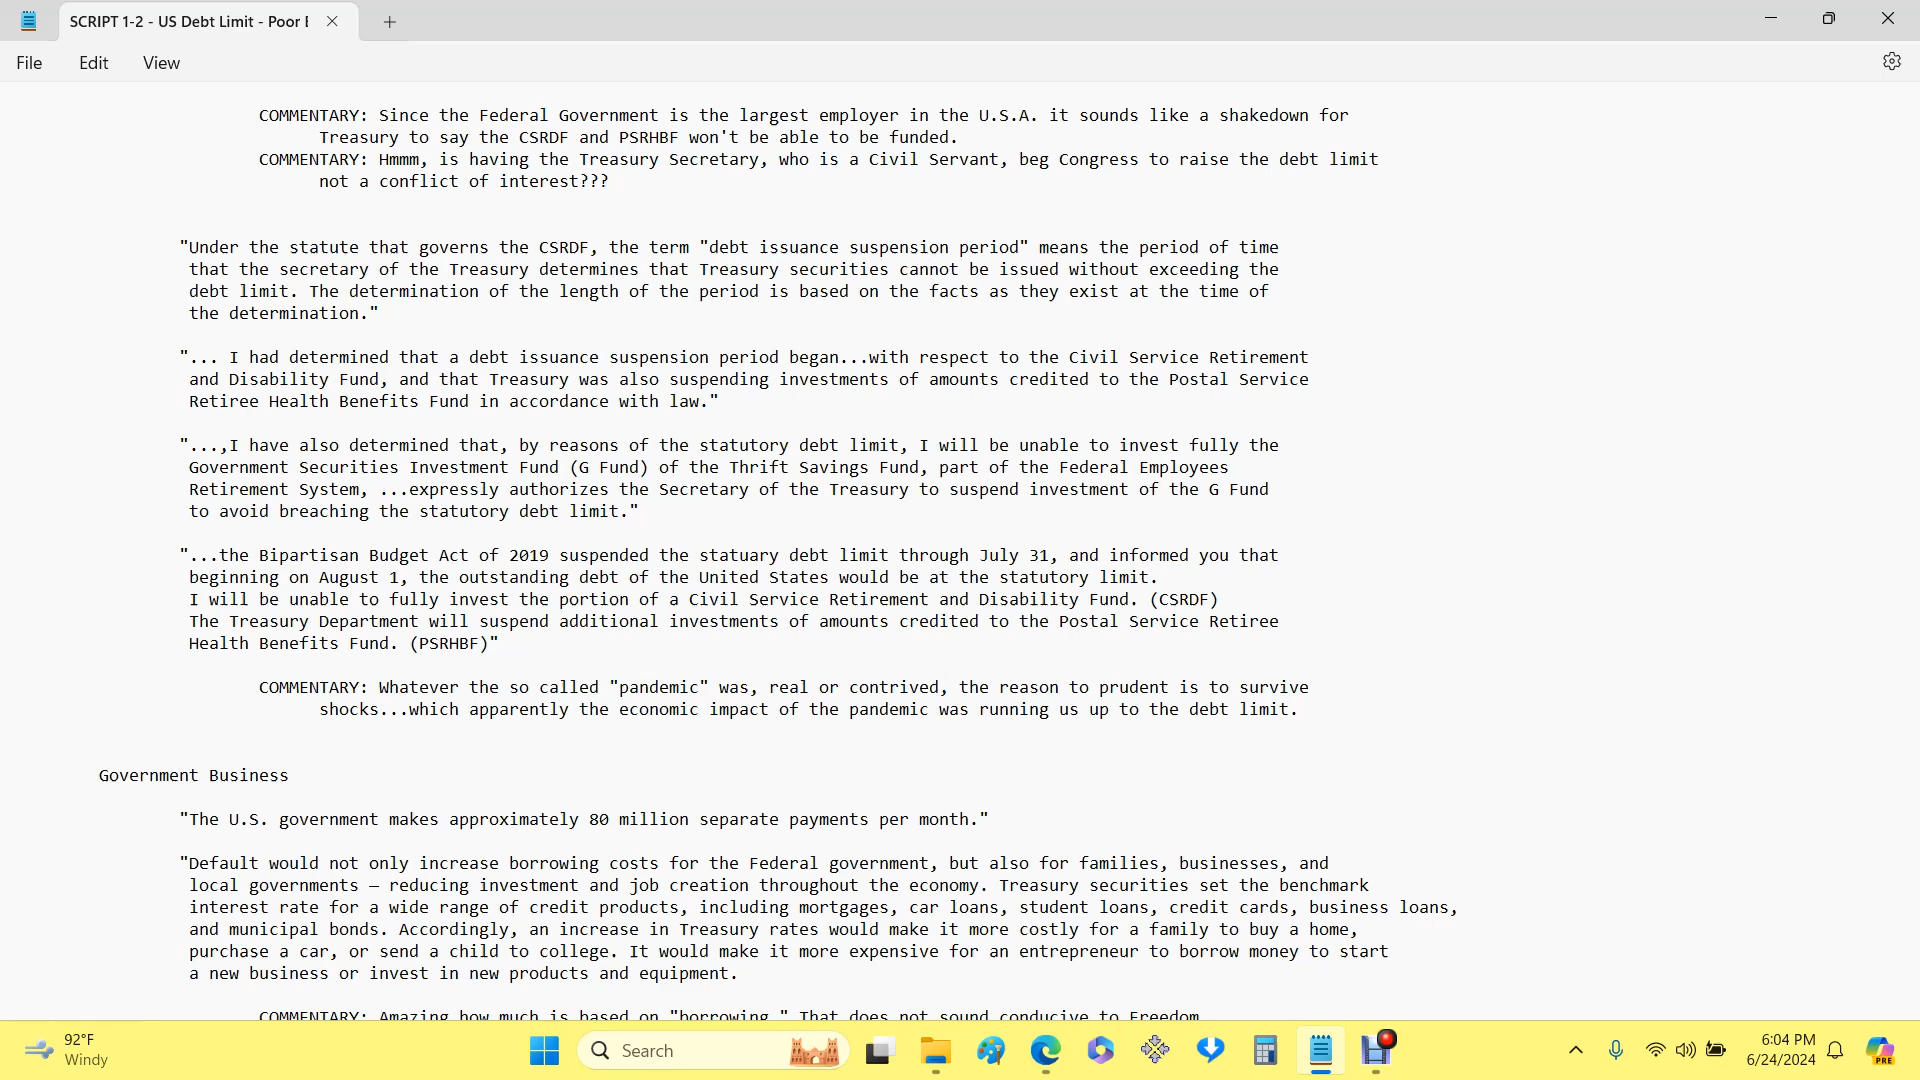 SCRIPT 1-2 - US Debt Limit - Poor
File Edit View
COMMENTARY: Since the Federal Government is the largest employer in the U.S.A. it sounds like a shakedown for
Treasury to say the CSRDF and PSRHBF won't be able to be funded.
COMMENTARY: Hmmm, is having the Treasury Secretary, who is a Civil Servant, beg Congress to raise the debt limit
not a conflict of interest???
"Under the statute that governs the CSRDF, the term "debt issuance suspension period" means the period of time
that the secretary of the Treasury determines that Treasury securities cannot be issued without exceeding the
debt limit. The determination of the length of the period is based on the facts as they exist at the time of
the determination."
"... I had determined that a debt issuance suspension period began...with respect to the Civil Service Retirement
and Disability Fund, and that Treasury was also suspending investments of amounts credited to the Postal Service
Retiree Health Benefits Fund in accordance with law."
"...,I have also determined that, by reasons of the statutory debt limit, I will be unable to invest fully the
Government Securities Investment Fund (G Fund) of the Thrift Savings Fund, part of the Federal Employees
Retirement System, ...expressly authorizes the Secretary of the Treasury to suspend investment of the G Fund
to avoid breaching the statutory debt limit."
"...the Bipartisan Budget Act of 2019 suspended the statuary debt limit through July 31, and informed you that
beginning on August 1, the outstanding debt of the United States would be at the statutory limit.
I will be unable to fully invest the portion of a Civil Service Retirement and Disability Fund. (CSRDF)
The Treasury Department will suspend additional investments of amounts credited to the Postal Service Retiree
Health Benefits Fund. (PSRHBF)"
COMMENTARY: Whatever the so called "pandemic" was, real or contrived, the reason to prudent is to survive
shocks...which apparently the economic impact of the pandemic was running us up to the debt limit.
Government Business
"The U.S. government makes approximately 80 million separate payments per month."
"Default would not only increase borrowing costs for the Federal government, but also for families, businesses, and
local governments — reducing investment and job creation throughout the economy. Treasury securities set the benchmark
interest rate for a wide range of credit products, including mortgages, car loans, student loans, credit cards, business loans,
and municipal bonds. Accordingly, an increase in Treasury rates would make it more costly for a family to buy a home,
purchase a car, or send a child to college. It would make it more expensive for an entrepreneur to borrow money to start
a new business or invest in new products and equipment.
COMMENTARY: Amazing how much is based on "borrowing." That does not sound conducive to Freedom
92°F
Windy
Search
6:04 PM
6/24/2024
PRE